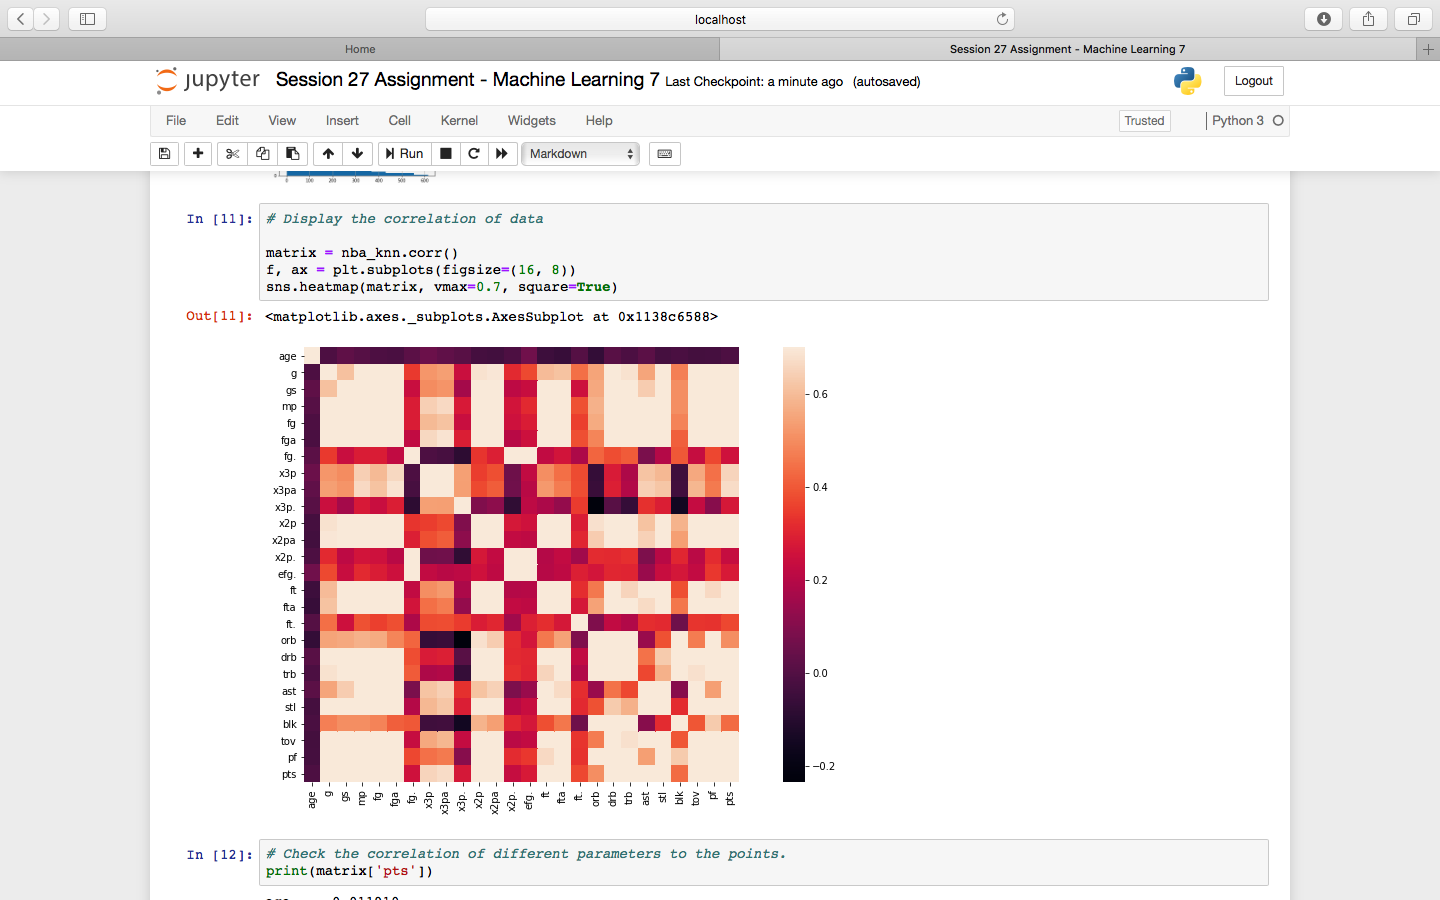 localhost
Home
Session 27 Assignment - Machine Learning 7
jupyter Session 27 Assignment - Machine Learning 7 Last Checkpoint: a minute ago (autosaved)
Logout
File Edit View Insert Cell Kernel Widgets Help
Trusted
Python 3
Run
Markdown
0 100 200 300 400 500 600
In [11]:
# Display the correlation of data
matrix = nba_knn.corr()
f, ax = plt.subplots(figsize=(16, 8))
sns.heatmap(matrix, vmax=0.7, square=True)
Out[11]:
<matplotlib.axes._subplots.AxesSubplot at 0x1138c6588>
age
g
gs
mp
fg
fga
fg.
x3p
x3pa
x3p.
x2p
x2pa
x2p.
efg.
ft
fta
ft.
orb
drb
trb
ast
stl
blk
tov
pf
pts
age g gs mp fg fga fg. x3p x3pa x3p. x2p x2pa x2p. efg. ft fta ft. orb drb trb ast stl blk tov pf pts
0.6
0.4
0.2
0.0
−0.2
In [12]:
# Check the correlation of different parameters to the points.
print(matrix['pts'])